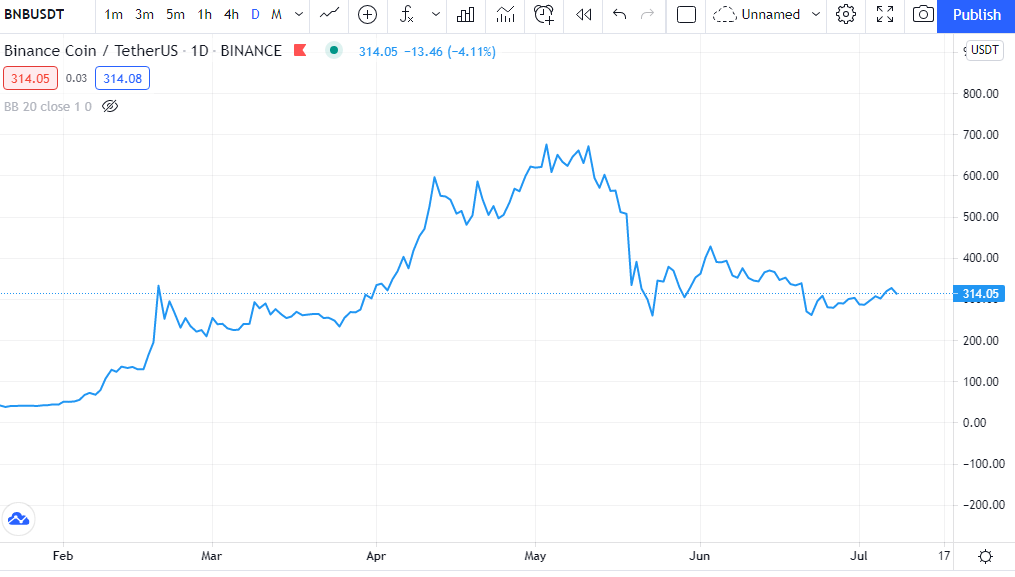 BNBUSDT 1m 3m 5m 1h 4h D M Unnamed Publish
Binance Coin / TetherUS · 1D · BINANCE 314.05 −13.46 (−4.11%) USDT
314.05 0.03 314.08
BB 20 close 1 0
800.00
700.00
600.00
500.00
400.00
314.05
200.00
100.00
0.00
−100.00
−200.00
Feb Mar Apr May Jun Jul 17